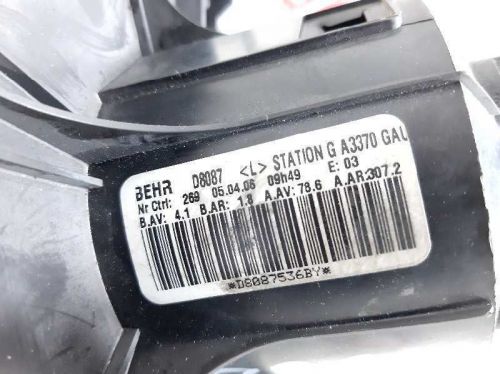 BEHR D8087 <L> STATION G A3370 GAU
Nr Ctrl: 269 05.04.06 09h49 E: 03
B.AV: 4.1 B.AR: 1.8 A.AV: 78.6 A.AR:307.2
*D8087536BY*